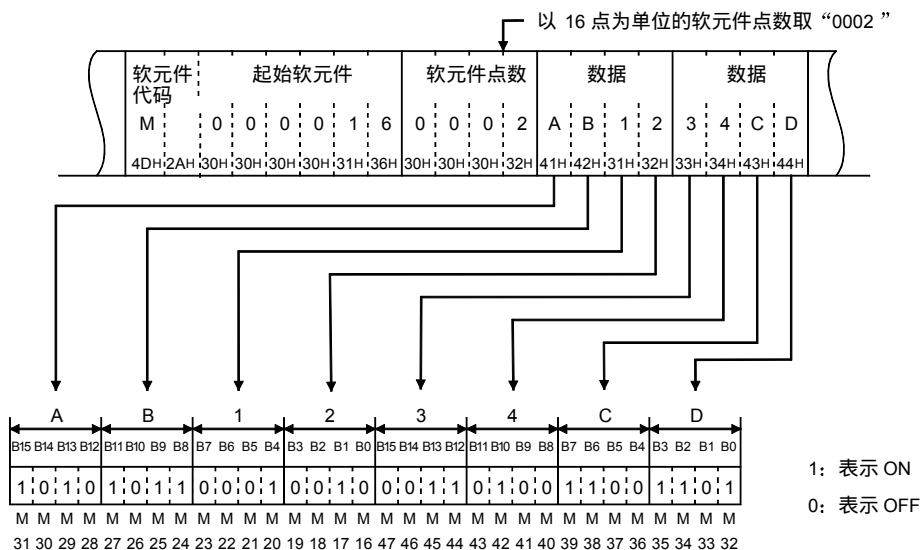 以 16 点为单位的软元件点数取“0002 ”
软元件代码 起始软元件 软元件点数 数据 数据
M 0 0 0 0 1 6 0 0 0 2 A B 1 2 3 4 C D
4DH 2AH 30H 30H 30H 30H 31H 36H 30H 30H 30H 32H 41H 42H 31H 32H 33H 34H 43H 44H
A B 1 2 3 4 C D
B15 B14 B13 B12 B11 B10 B9 B8 B7 B6 B5 B4 B3 B2 B1 B0 B15 B14 B13 B12 B11 B10 B9 B8 B7 B6 B5 B4 B3 B2 B1 B0
1 0 1 0 1 0 1 1 0 0 0 1 0 0 1 0 0 0 1 1 0 1 0 0 1 1 0 0 1 1 0 1
M M M M M M M M M M M M M M M M M M M M M M M M M M M M M M M M
31 30 29 28 27 26 25 24 23 22 21 20 19 18 17 16 47 46 45 44 43 42 41 40 39 38 37 36 35 34 33 32
1：表示 ON
0：表示 OFF